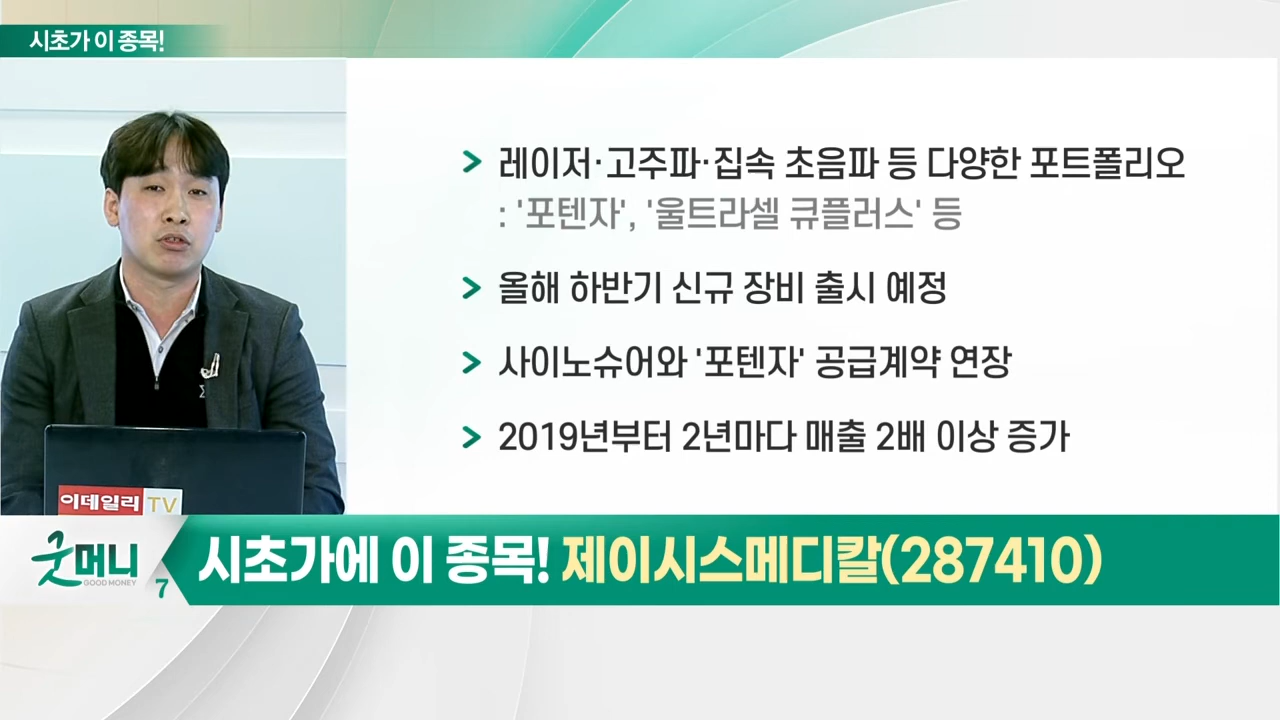 시초가 이 종목!
> 레이저·고주파·집속 초음파 등 다양한 포트폴리오
: '포텐자', '울트라셀 큐플러스' 등
> 올해 하반기 신규 장비 출시 예정
> 사이노슈어와 '포텐자' 공급계약 연장
> 2019년부터 2년마다 매출 2배 이상 증가
이데일리 TV
굿머니
GOOD MONEY
7
시초가에 이 종목! 제이시스메디칼(287410)